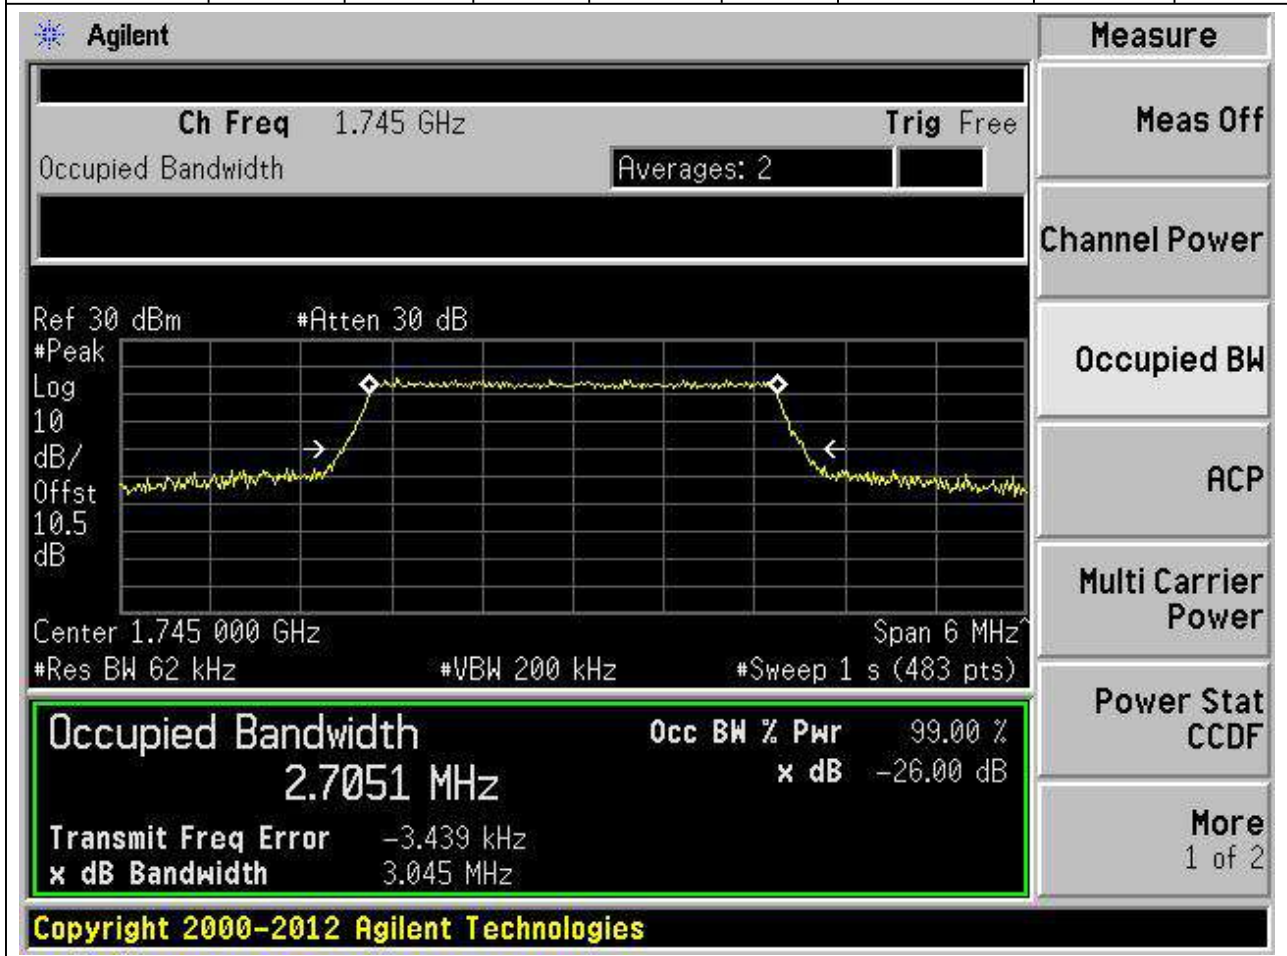 Agilent
Measure
Ch Freq 1.745 GHz Trig Free
Occupied Bandwidth Averages: 2
Meas Off
Channel Power
Occupied BW
ACP
Multi Carrier
Power
Power Stat
CCDF
More
1 of 2
Ref 30 dBm #Atten 30 dB
#Peak
Log
10
dB/
Offst
10.5
dB
Center 1.745 000 GHz Span 6 MHz^
#Res BW 62 kHz #VBW 200 kHz #Sweep 1 s (483 pts)
Occupied Bandwidth Occ BW % Pwr 99.00 %
2.7051 MHz x dB -26.00 dB
Transmit Freq Error -3.439 kHz
x dB Bandwidth 3.045 MHz
Copyright 2000-2012 Agilent Technologies